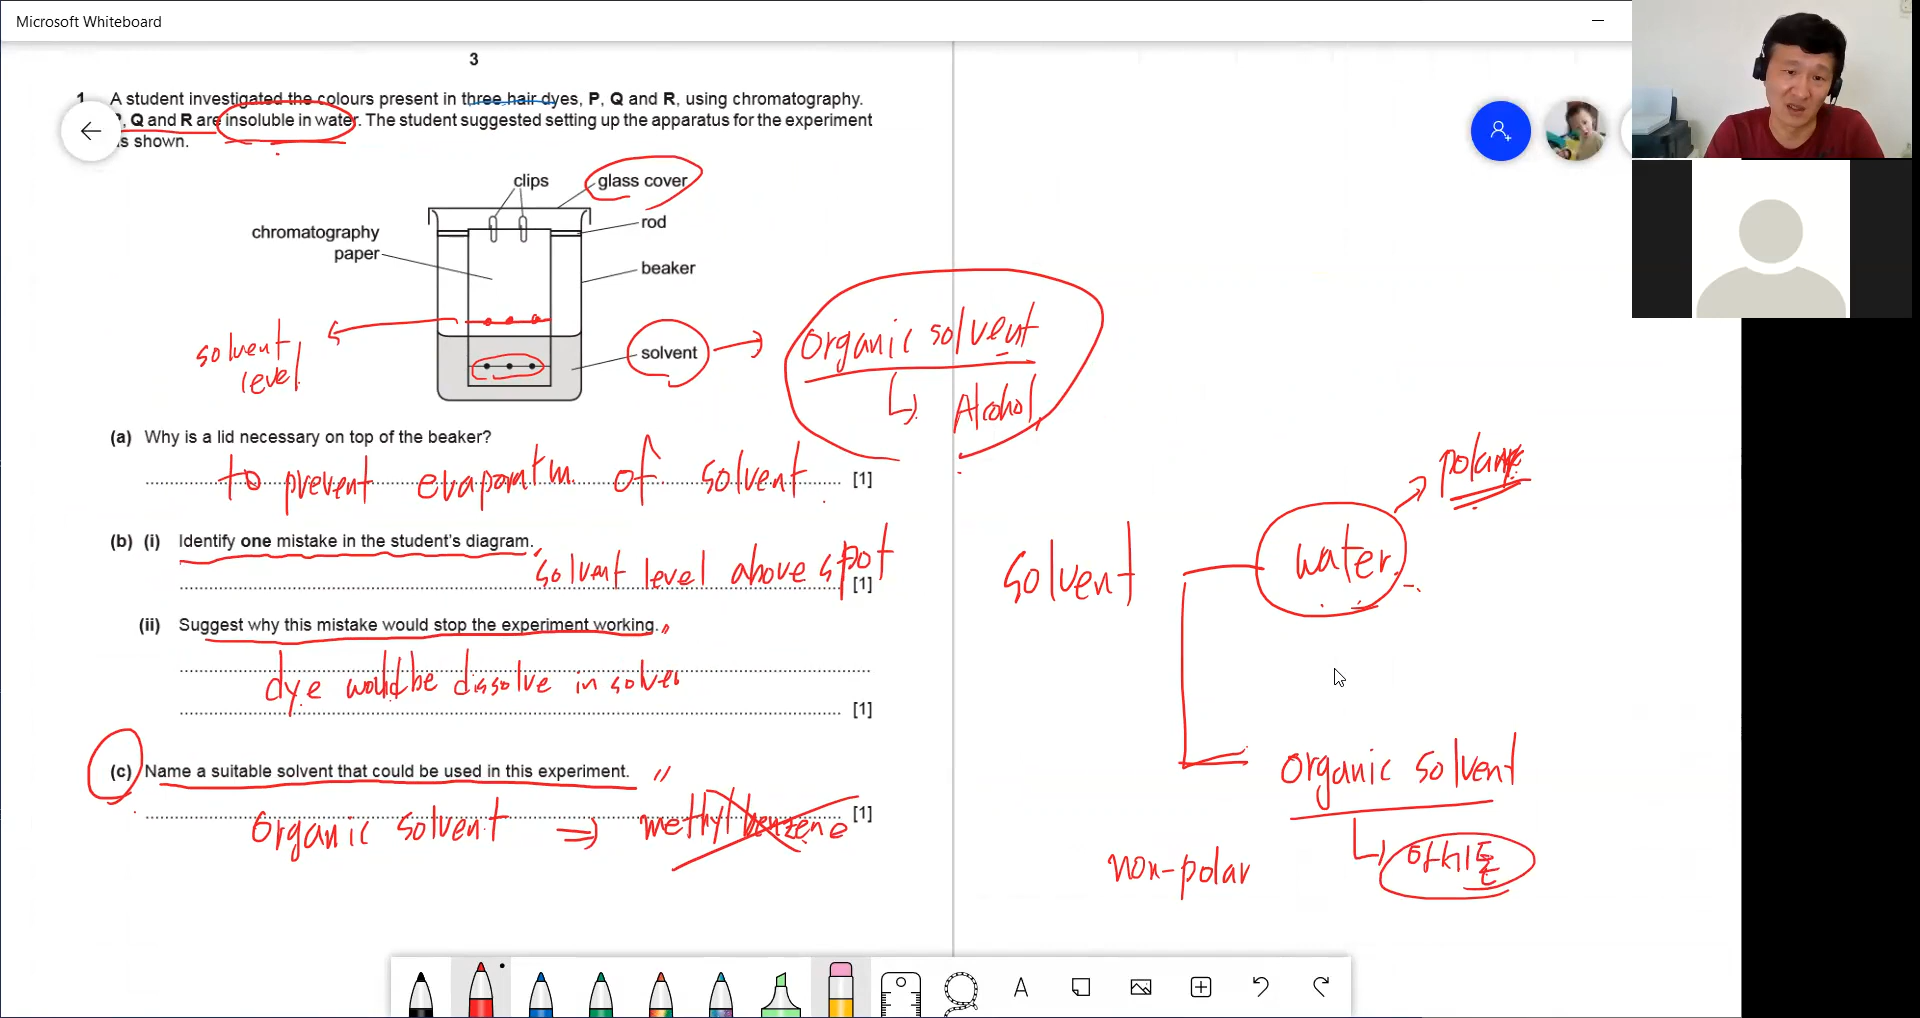 Microsoft Whiteboard
3
1 A student investigated the colours present in three hair dyes, P, Q and R, using chromatography.
, Q and R are insoluble in water. The student suggested setting up the apparatus for the experiment
s shown.
clips
glass cover
rod
chromatography
paper
beaker
solvent
solvent
level
organic solvent
Alcohol
(a) Why is a lid necessary on top of the beaker?
to prevent evaporatm. of solvent [1]
(b) (i) Identify one mistake in the student's diagram.
solvent level above spot
[1]
(ii) Suggest why this mistake would stop the experiment working.
dye would be dissolve in solven
[1]
(c) Name a suitable solvent that could be used in this experiment.
[1]
organic solvent ⇒ methyl benzene
polar
solvent
water
organic solvent
non-polar
A